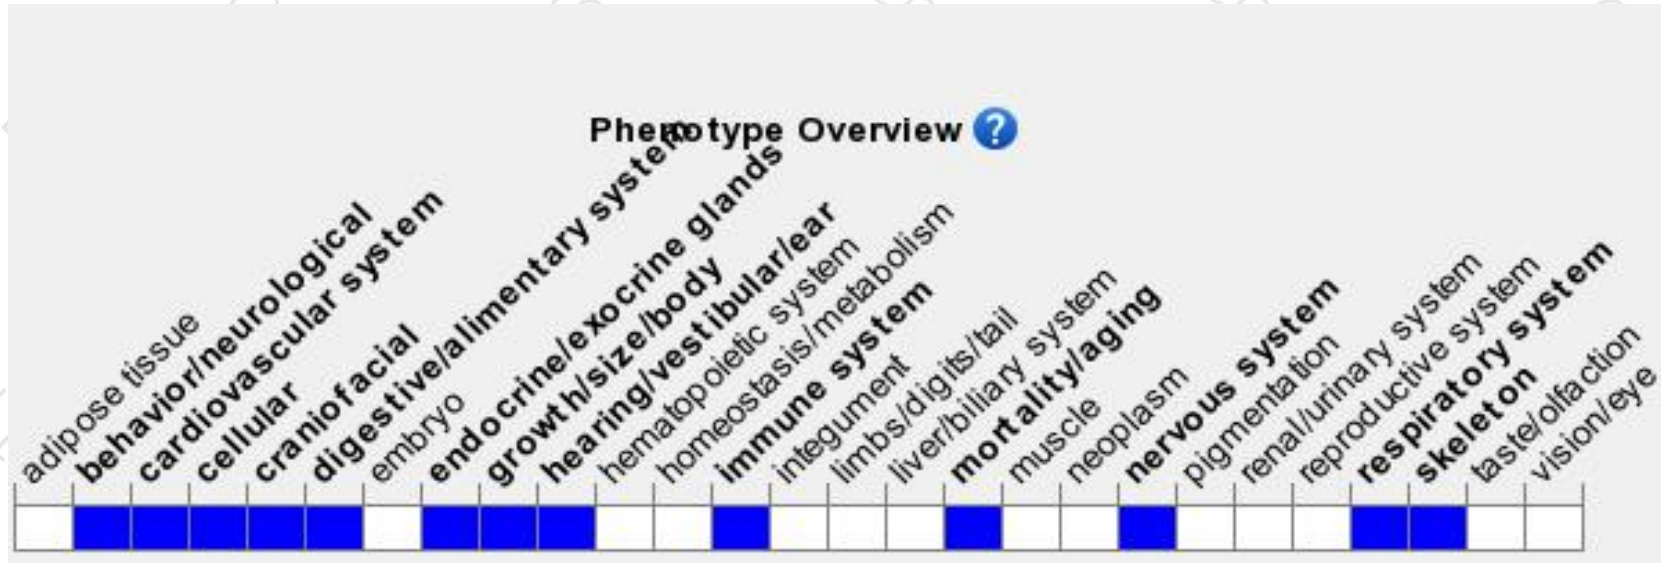 Phenotype Overview ?
adipose tissue
behavior/neurological
cardiovascular system
cellular
craniofacial
digestive/alimentary system
embryo
endocrine/exocrine glands
growth/size/body
hearing/vestibular/ear
hematopoietic system
homeostasis/metabolism
immune system
integument
limbs/digits/tail
liver/biliary system
mortality/aging
muscle
neoplasm
nervous system
pigmentation
renal/urinary system
reproductive system
respiratory system
skeleton
taste/olfaction
vision/eye